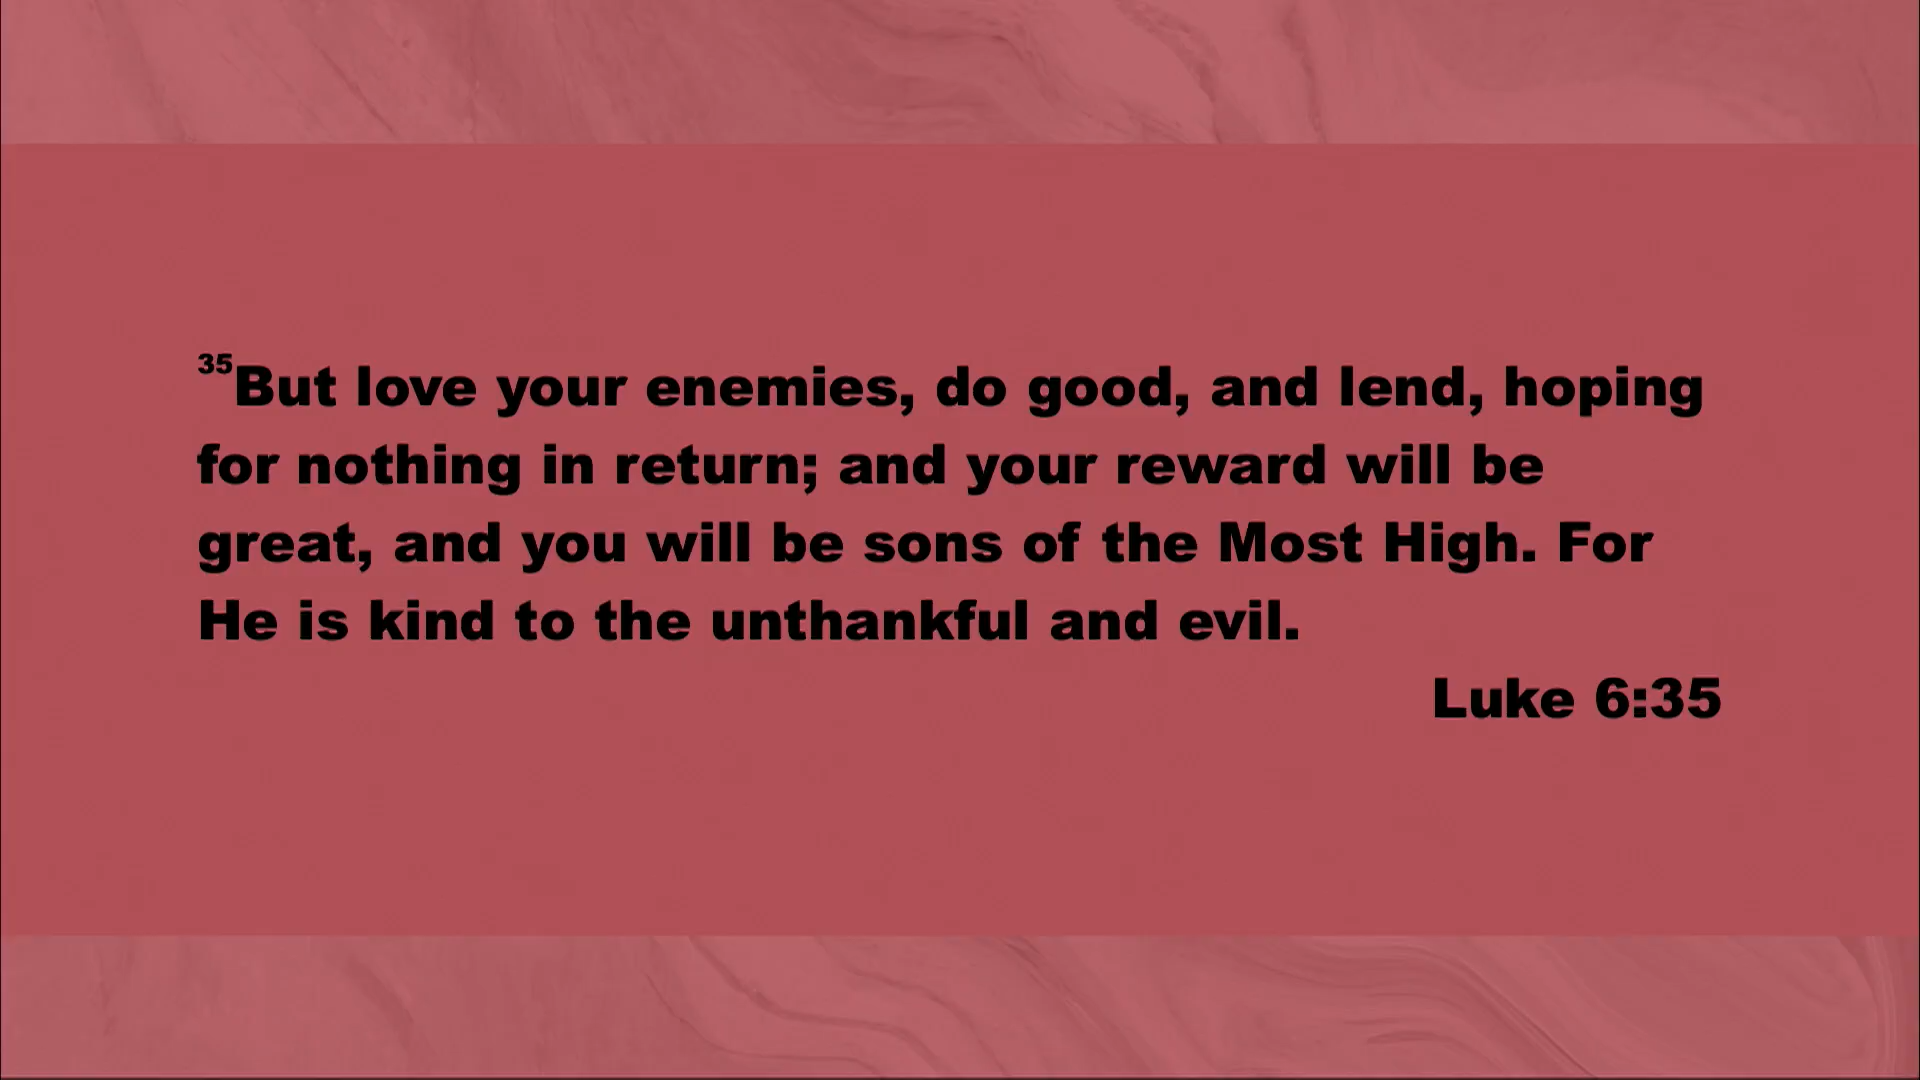 35But love your enemies, do good, and lend, hoping
for nothing in return; and your reward will be
great, and you will be sons of the Most High. For
He is kind to the unthankful and evil.
Luke 6:35